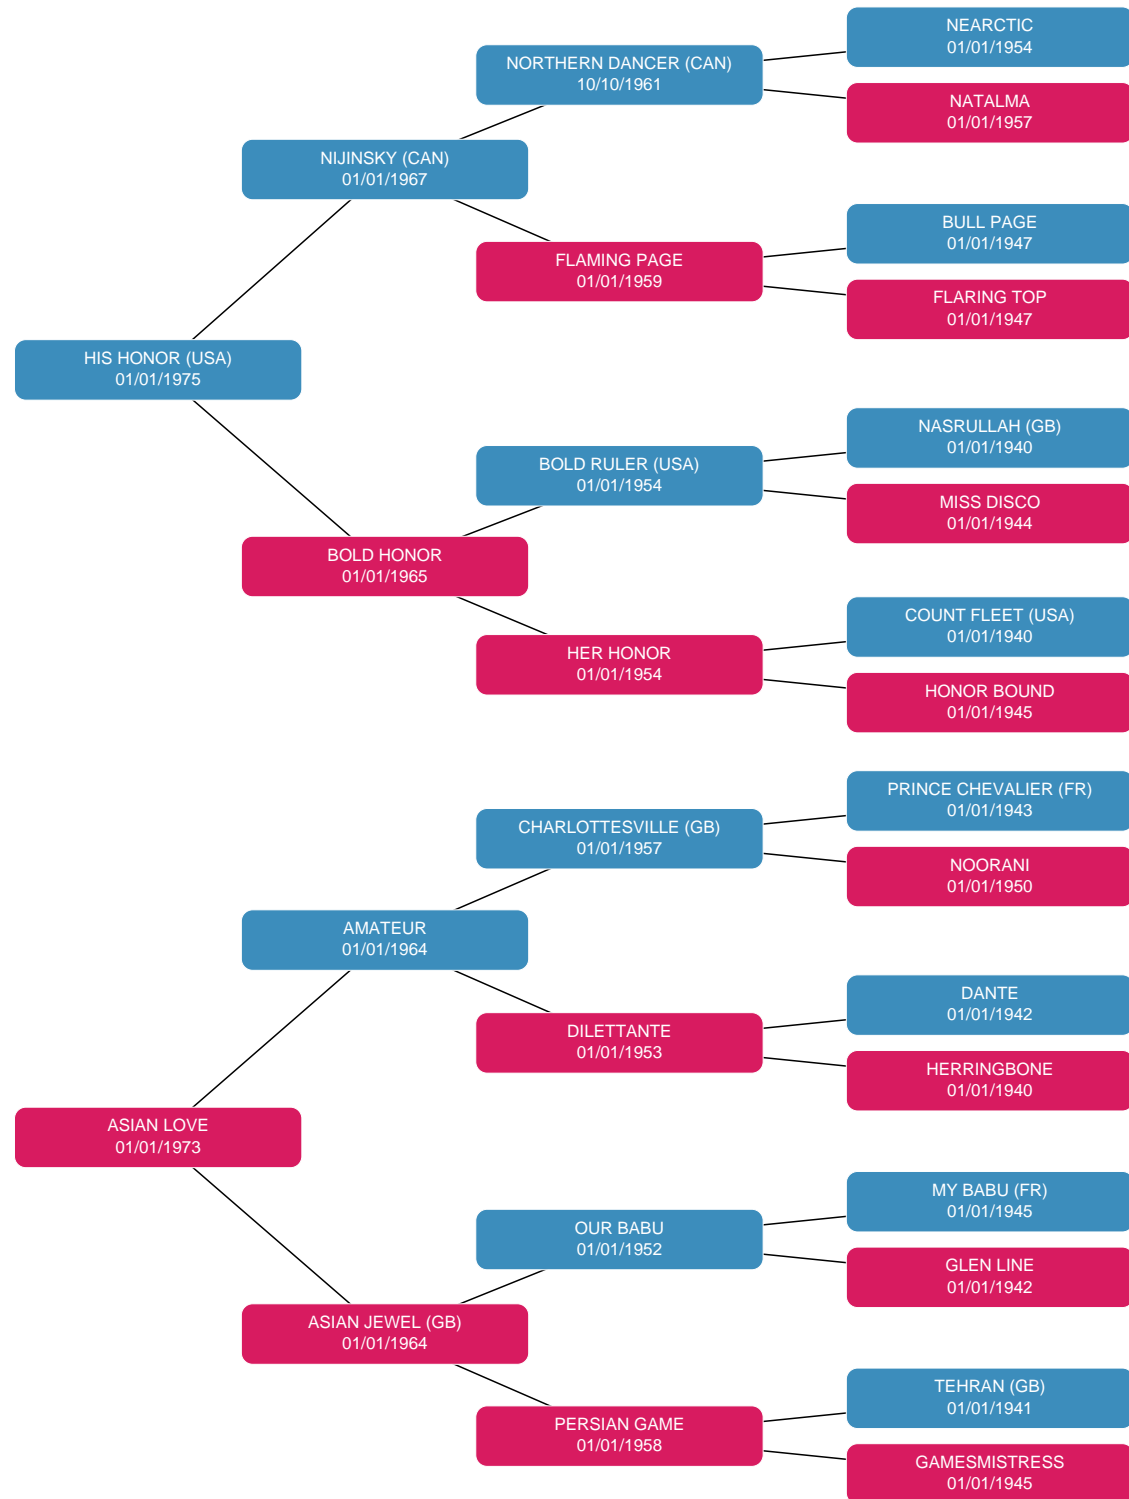 NEARCTIC
01/01/1954
NORTHERN DANCER (CAN)
10/10/1961
NATALMA
01/01/1957
NIJINSKY (CAN)
01/01/1967
BULL PAGE
01/01/1947
FLAMING PAGE
01/01/1959
FLARING TOP
01/01/1947
HIS HONOR (USA)
01/01/1975
NASRULLAH (GB)
01/01/1940
BOLD RULER (USA)
01/01/1954
MISS DISCO
01/01/1944
BOLD HONOR
01/01/1965
COUNT FLEET (USA)
01/01/1940
HER HONOR
01/01/1954
HONOR BOUND
01/01/1945
PRINCE CHEVALIER (FR)
01/01/1943
CHARLOTTESVILLE (GB)
01/01/1957
NOORANI
01/01/1950
AMATEUR
01/01/1964
DANTE
01/01/1942
DILETTANTE
01/01/1953
HERRINGBONE
01/01/1940
ASIAN LOVE
01/01/1973
MY BABU (FR)
01/01/1945
OUR BABU
01/01/1952
GLEN LINE
01/01/1942
ASIAN JEWEL (GB)
01/01/1964
TEHRAN (GB)
01/01/1941
PERSIAN GAME
01/01/1958
GAMESMISTRESS
01/01/1945